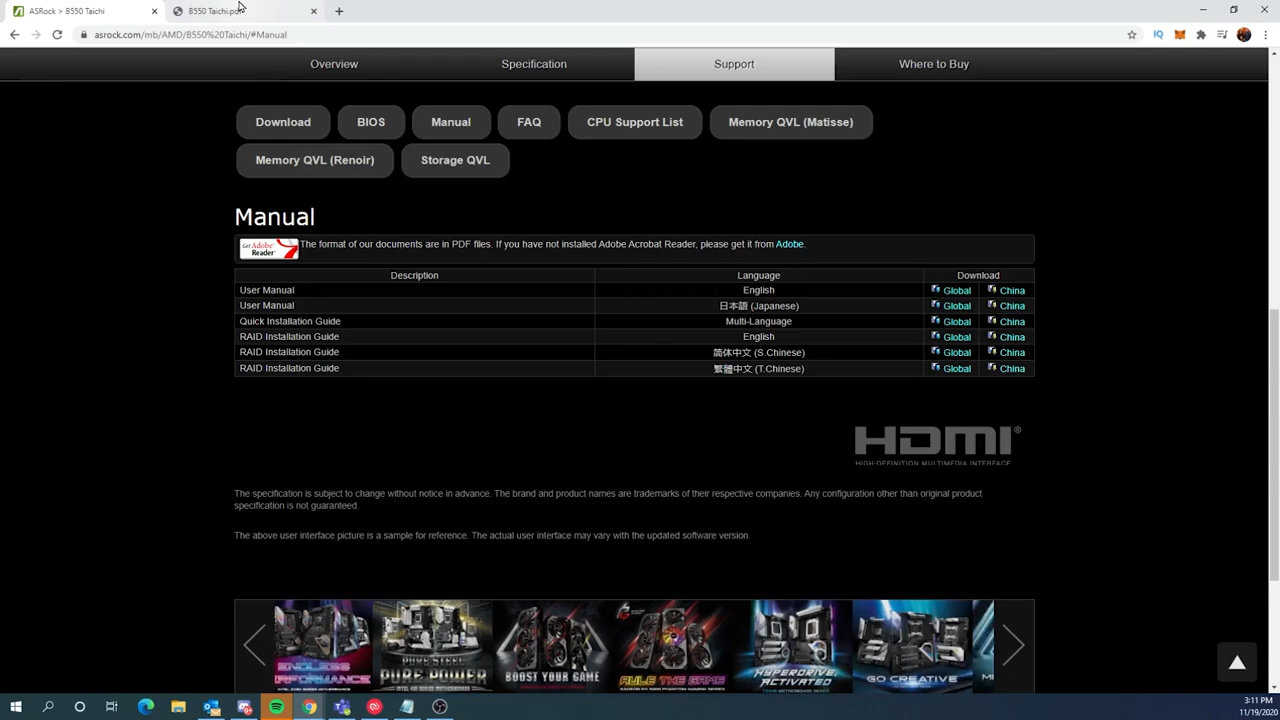 ASRock > B550 Taichi
B550 Taichi.pdf
asrock.com/mb/AMD/B550%20Taichi/#Manual
Overview
Specification
Support
Where to Buy
Download
BIOS
Manual
FAQ
CPU Support List
Memory QVL (Matisse)
Memory QVL (Renoir)
Storage QVL
Manual
Get Adobe Reader
The format of our documents are in PDF files. If you have not installed Adobe Acrobat Reader, please get it from Adobe.
Description Language Download
User Manual English Global China
User Manual 日本語 (Japanese) Global China
Quick Installation Guide Multi-Language Global China
RAID Installation Guide English Global China
RAID Installation Guide 简体中文 (S.Chinese) Global China
RAID Installation Guide 繁體中文 (T.Chinese) Global China
HDMI®
HIGH-DEFINITION MULTIMEDIA INTERFACE
The specification is subject to change without notice in advance. The brand and product names are trademarks of their respective companies. Any configuration other than original product
specification is not guaranteed.
The above user interface picture is a sample for reference. The actual user interface may vary with the updated software version.
ENDLESS
PURE STEEL
PURE POWER
BOOST YOUR GAME
RULE THE GAME
HYPERDRIVE
ACTIVATED
GO CREATIVE
3:11 PM
11/19/2020